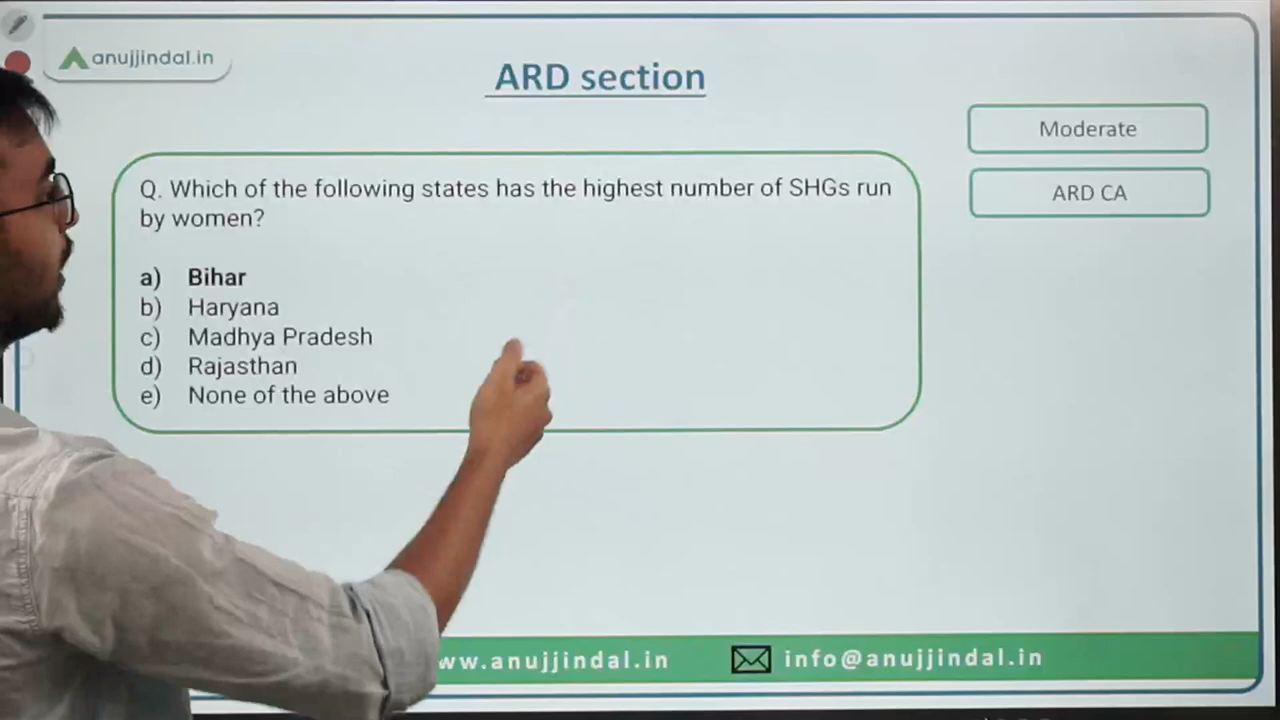 anujjindal.in
ARD section
Moderate
ARD CA
Q. Which of the following states has the highest number of SHGs run
by women?
a) Bihar
b) Haryana
c) Madhya Pradesh
d) Rajasthan
e) None of the above
ww.anujjindal.in
info@anujjindal.in